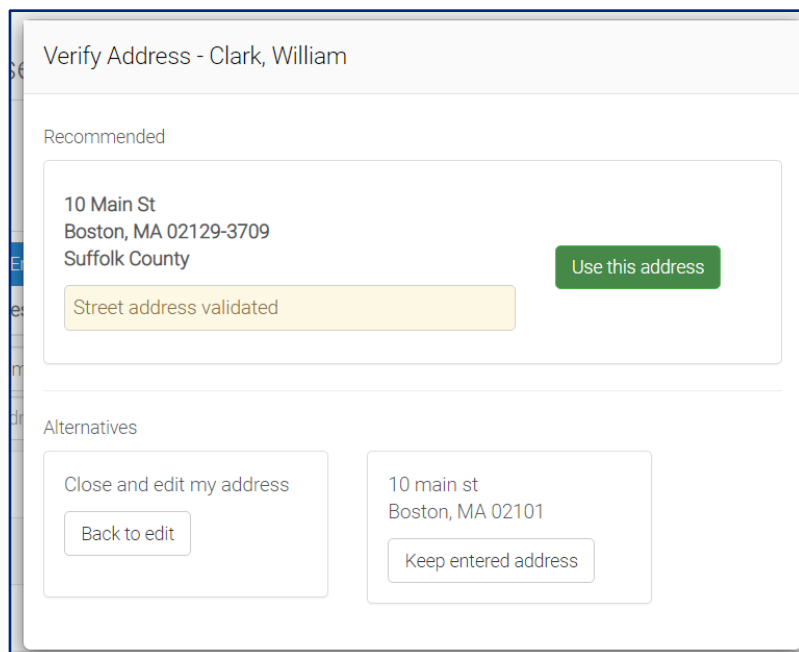 Verify Address - Clark, William
Recommended
10 Main St
Boston, MA 02129-3709
Suffolk County
Use this address
Street address validated
Alternatives
Close and edit my address
Back to edit
10 main st
Boston, MA 02101
Keep entered address